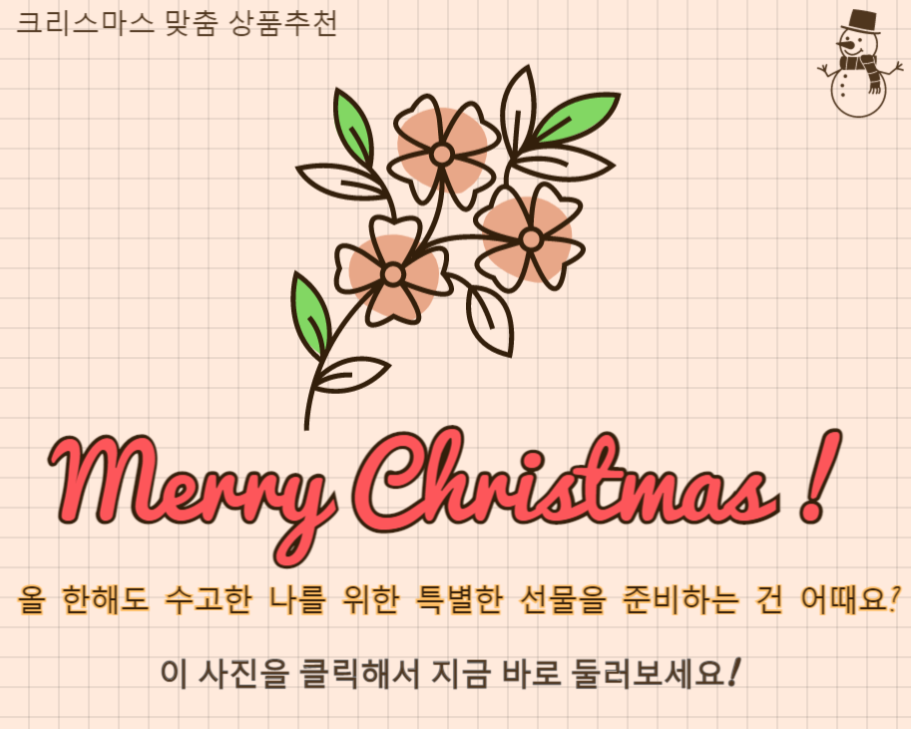 크리스마스 맞춤 상품추천
Merry Christmas !
올 한해도 수고한 나를 위한 특별한 선물을 준비하는 건 어때요?
이 사진을 클릭해서 지금 바로 둘러보세요!